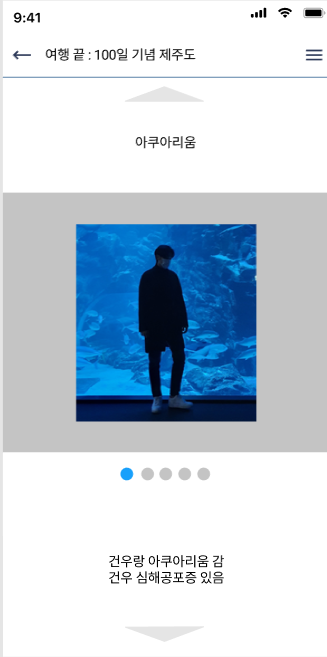 9:41
여행 끝 : 100일 기념 제주도
아쿠아리움
건우랑 아쿠아리움 감
건우 심해공포증 있음